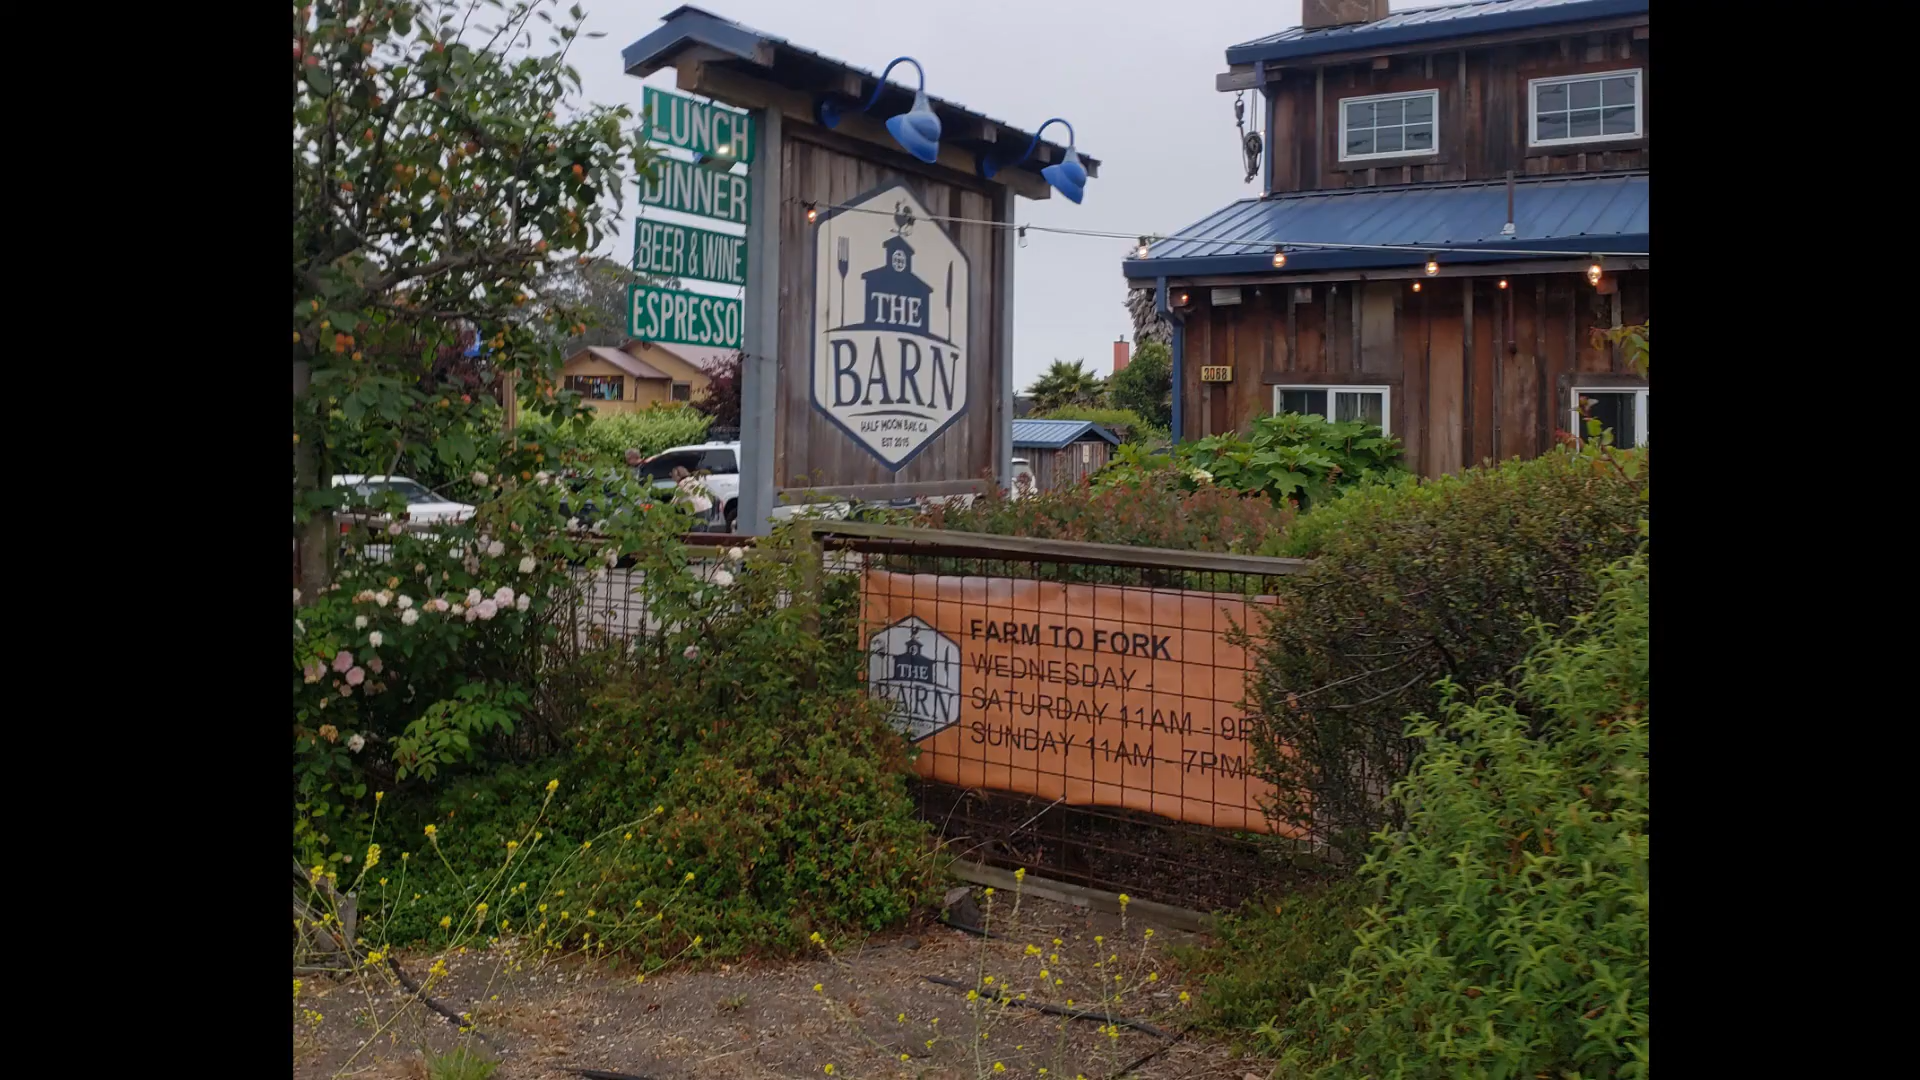 LUNCH
DINNER
BEER & WINE
ESPRESSO!
THE
BARN
HALF MOON BAY, CA
EST 2015
3068
THE
BARN
FARM TO FORK
WEDNESDAY -
SATURDAY 11AM - 9P
SUNDAY 11AM - 7PM